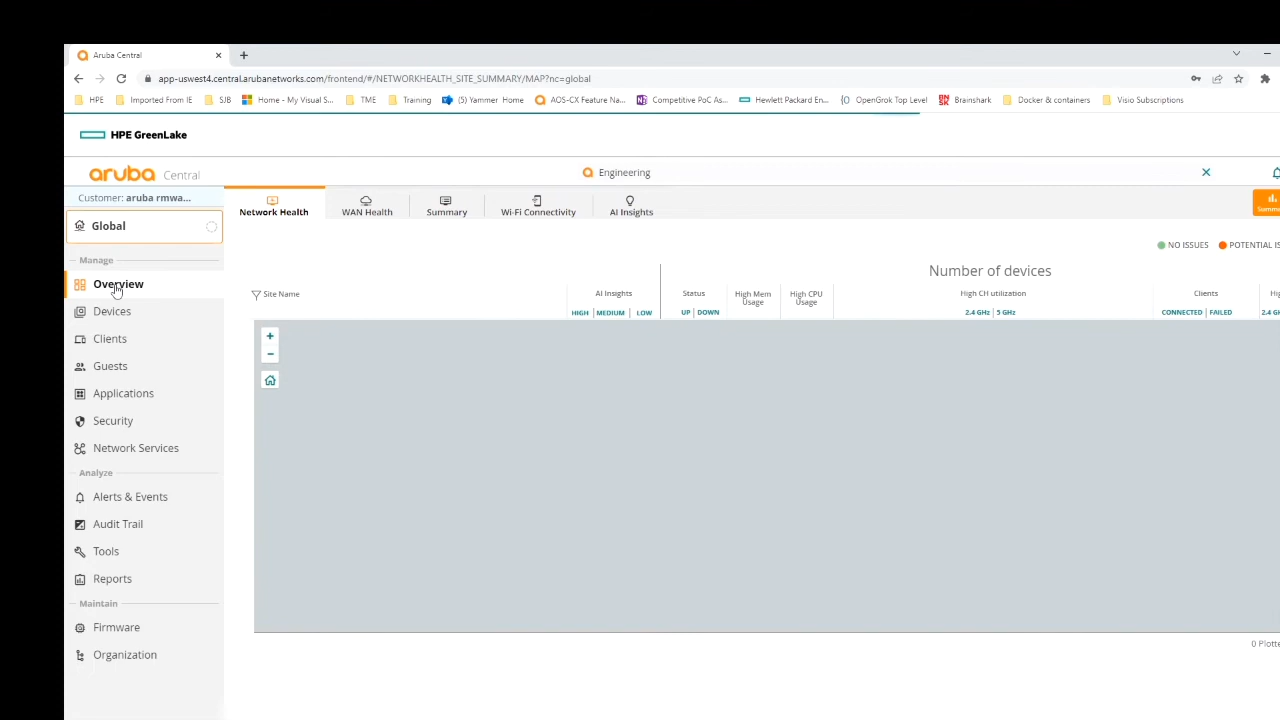 Aruba Central
app-uswest4.central.arubanetworks.com/frontend/#/NETWORKHEALTH_SITE_SUMMARY/MAP?nc=global
HPE Imported from IE SJB Home - My Visual S... TME Training (5) Yammer Home AOS-CX Feature Na... Competitive PoC As... Hewlett Packard En... OpenGrok Top Level Brainshark Docker & containers Visio Subscriptions
HPE GreenLake
aruba Central
Engineering
Customer: aruba rmwa...
Global
Network Health WAN Health Summary Wi-Fi Connectivity AI Insights
NO ISSUES
Manage
Overview
Devices
Clients
Guests
Applications
Security
Network Services
Analyze
Alerts & Events
Audit Trail
Tools
Reports
Maintain
Firmware
Organization
Number of devices
Site Name AI Insights Status High Mem Usage High CPU Usage High CH utilization Clients
HIGH | MEDIUM | LOW UP | DOWN 2.4 GHz | 5 GHz CONNECTED | FAILED